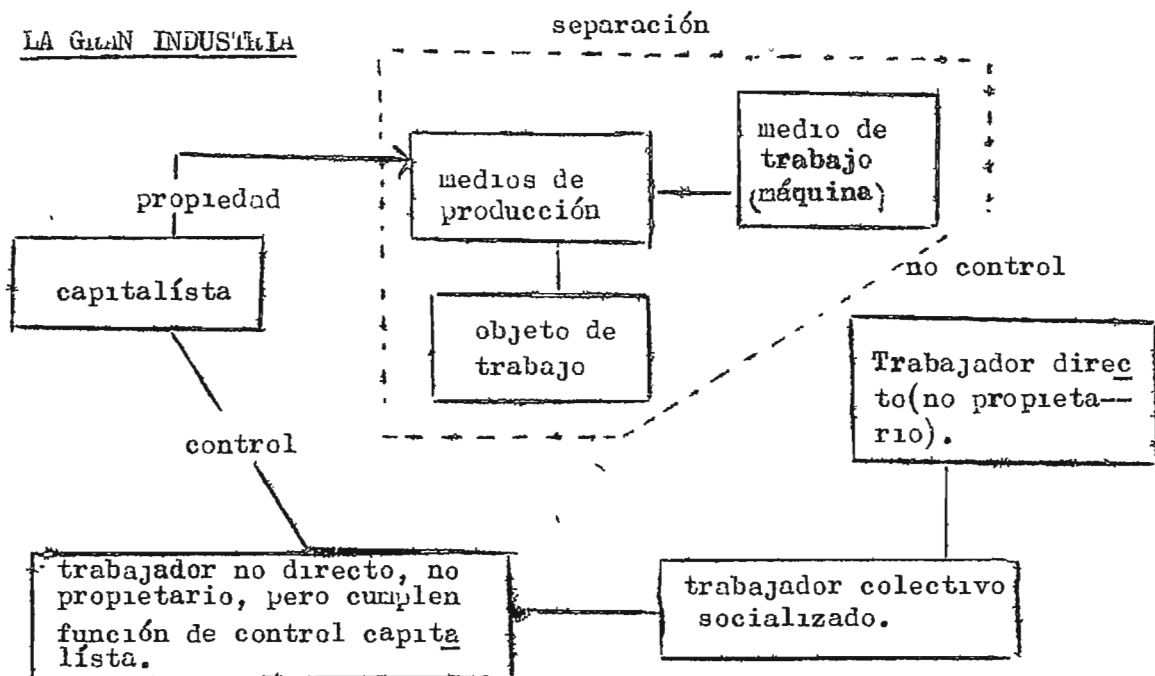 LA GRAN INDUSTRIA
separación
propiedad
medios de
producción
medio de
trabajo
(máquina)
capitalísta
objeto de
trabajo
no control
control
Trabajador direc
to(no propieta--
rio).
trabajador no directo, no
propietario, pero cumplen
función de control capita
lísta.
trabajador colectivo
socializado.